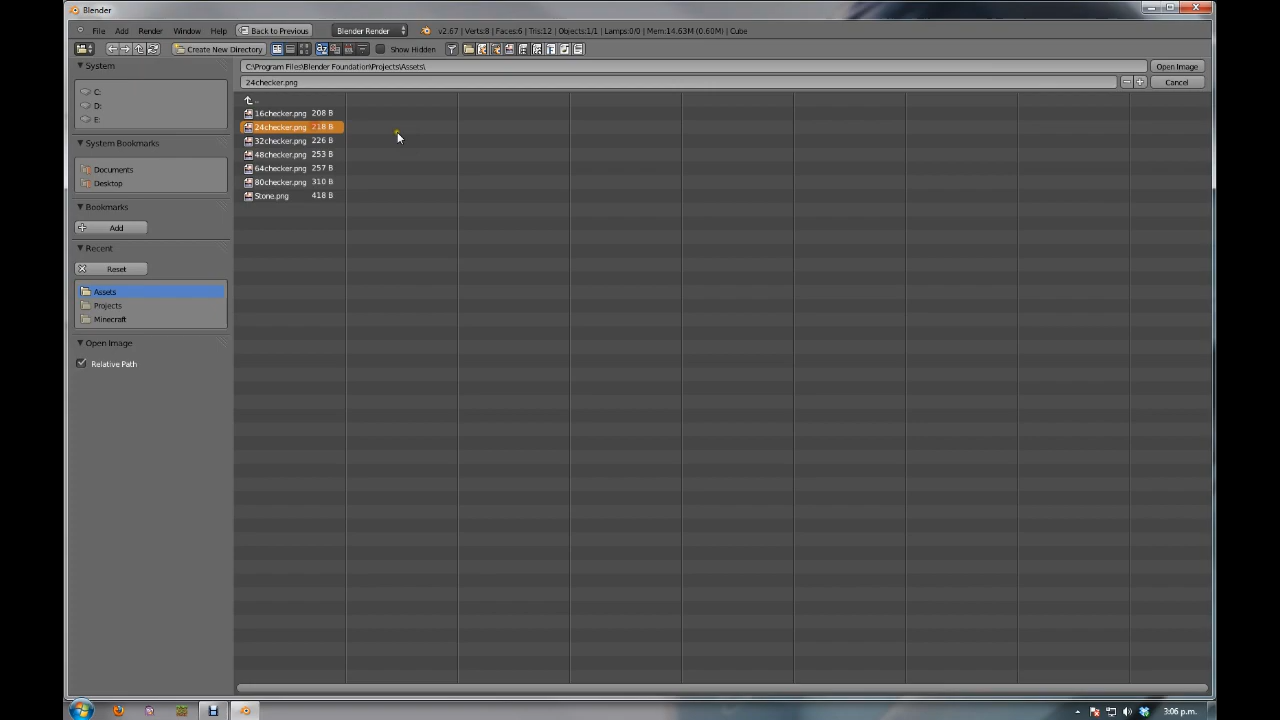 Blender
File Add Render Window Help Back to Previous Blender Render v2.67 | Verts:8 | Faces:6 | Tris:12 | Objects:1/1 | Lamps:0/0 | Mem:14.63M (0.60M) | Cube
Create New Directory Show Hidden
System
C:
D:
E:
System Bookmarks
Documents
Desktop
Bookmarks
Add
Recent
Reset
Assets
Projects
Minecraft
Open Image
Relative Path
C:\Program Files\Blender Foundation\Projects\Assets\ Open Image
24checker.png Cancel
..
16checker.png 208 B
24checker.png 218 B
32checker.png 226 B
48checker.png 253 B
64checker.png 257 B
80checker.png 310 B
Stone.png 418 B
3:06 p.m.